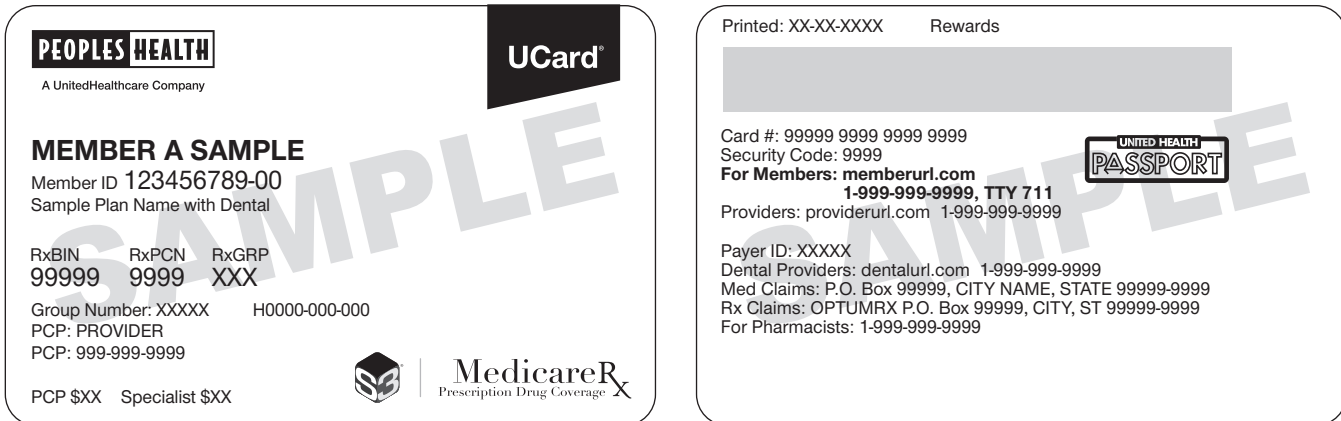 PEOPLES HEALTH
A UnitedHealthcare Company
UCard®
MEMBER A SAMPLE
Member ID 123456789-00
Sample Plan Name with Dental
RxBIN RxPCN RxGRP
99999 9999 XXX
Group Number: XXXXX H0000-000-000
PCP: PROVIDER
PCP: 999-999-9999
PCP $XX Specialist $XX
S3
MedicareRx
Prescription Drug Coverage
SAMPLE
Printed: XX-XX-XXXX Rewards
Card #: 99999 9999 9999 9999
Security Code: 9999
For Members: memberurl.com
1-999-999-9999, TTY 711
Providers: providerurl.com 1-999-999-9999
UNITED HEALTH
PASSPORT
Payer ID: XXXXX
Dental Providers: dentalurl.com 1-999-999-9999
Med Claims: P.O. Box 99999, CITY NAME, STATE 99999-9999
Rx Claims: OPTUMRX P.O. Box 99999, CITY, ST 99999-9999
For Pharmacists: 1-999-999-9999
SAMPLE